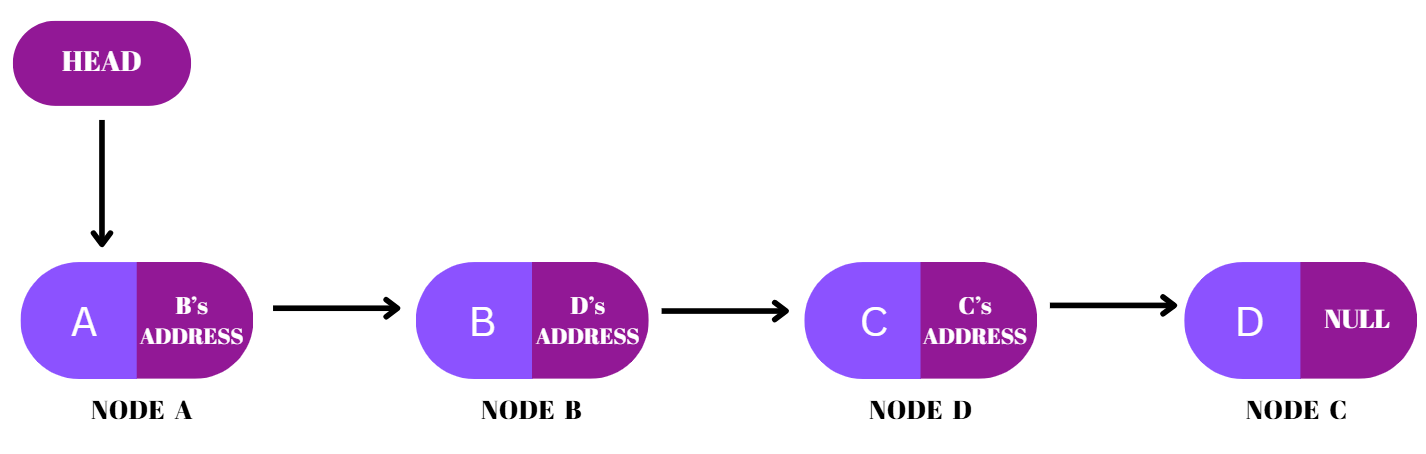 HEAD
A
B's
ADDRESS
B
D's
ADDRESS
C
C's
ADDRESS
D
NULL
NODE A
NODE B
NODE D
NODE C